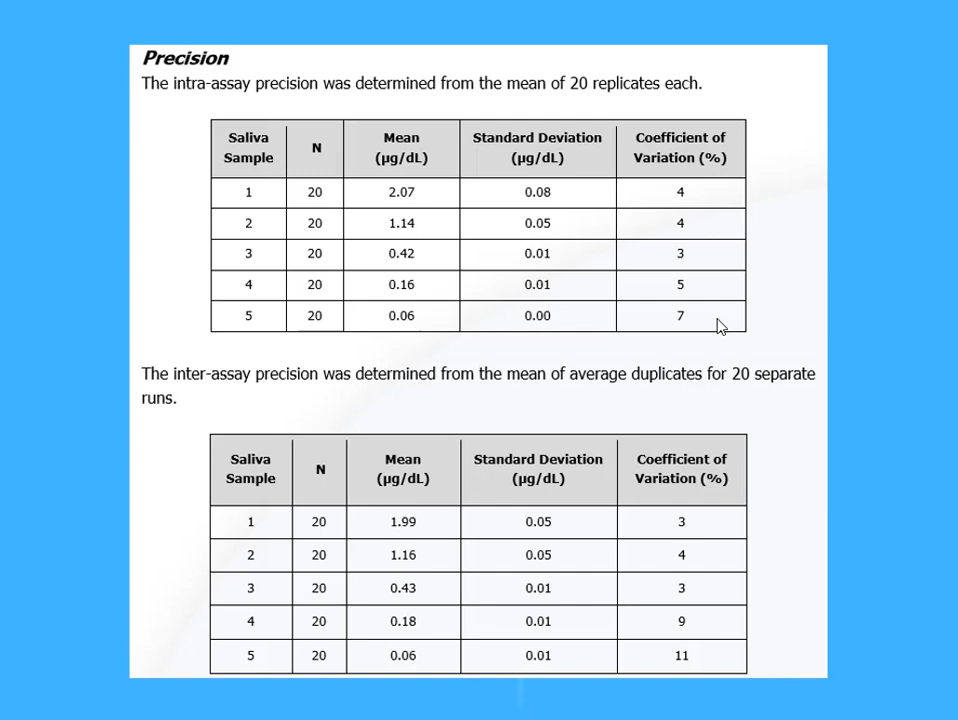 Precision
The intra-assay precision was determined from the mean of 20 replicates each.
Saliva Sample N Mean (µg/dL) Standard Deviation (µg/dL) Coefficient of Variation (%)
1 20 2.07 0.08 4
2 20 1.14 0.05 4
3 20 0.42 0.01 3
4 20 0.16 0.01 5
5 20 0.06 0.00 7
The inter-assay precision was determined from the mean of average duplicates for 20 separate
runs.
Saliva Sample N Mean (µg/dL) Standard Deviation (µg/dL) Coefficient of Variation (%)
1 20 1.99 0.05 3
2 20 1.16 0.05 4
3 20 0.43 0.01 3
4 20 0.18 0.01 9
5 20 0.06 0.01 11